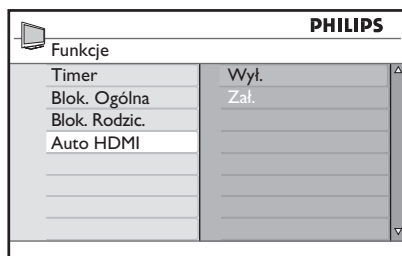 PHILIPS
Funkcje
Timer
Wył.
Blok. Ogólna
Zał.
Blok. Rodzic.
Auto HDMI